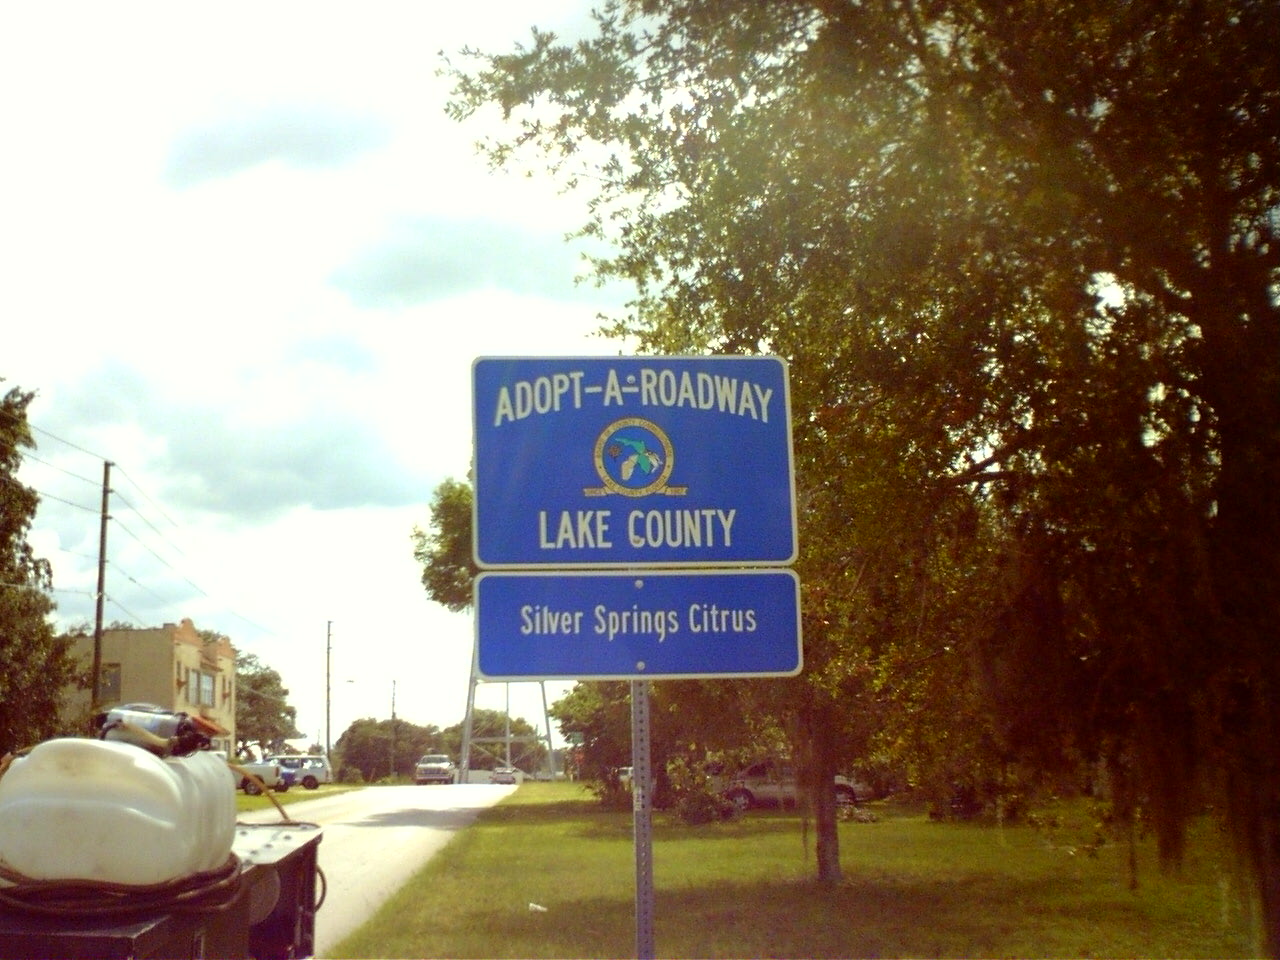 ADOPT-A-ROADWAY
LAKE COUNTY
Silver Springs Citrus